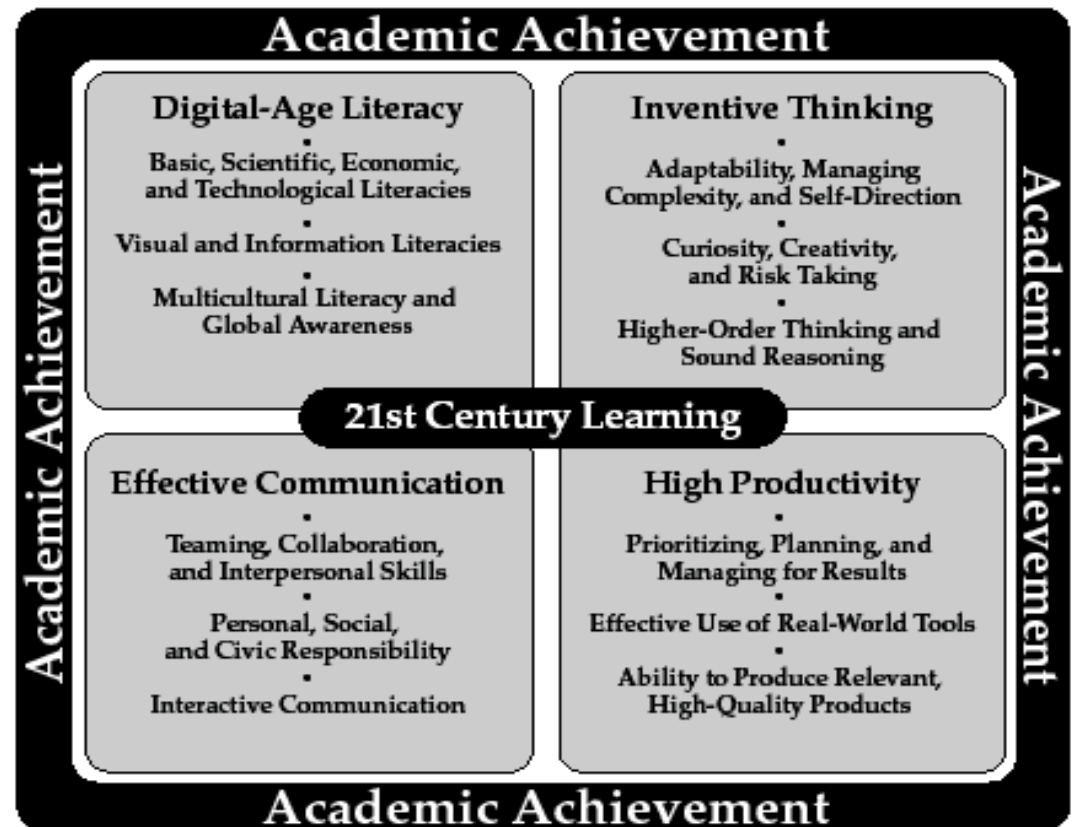 Academic Achievement
Academic Achievement
Digital-Age Literacy
Basic, Scientific, Economic,
and Technological Literacies
Visual and Information Literacies
Multicultural Literacy and
Global Awareness
Inventive Thinking
Adaptability, Managing
Complexity, and Self-Direction
Curiosity, Creativity,
and Risk Taking
Higher-Order Thinking and
Sound Reasoning
21st Century Learning
Effective Communication
Teaming, Collaboration,
and Interpersonal Skills
Personal, Social,
and Civic Responsibility
Interactive Communication
High Productivity
Prioritizing, Planning, and
Managing for Results
Effective Use of Real-World Tools
Ability to Produce Relevant,
High-Quality Products
Academic Achievement
Academic Achievement